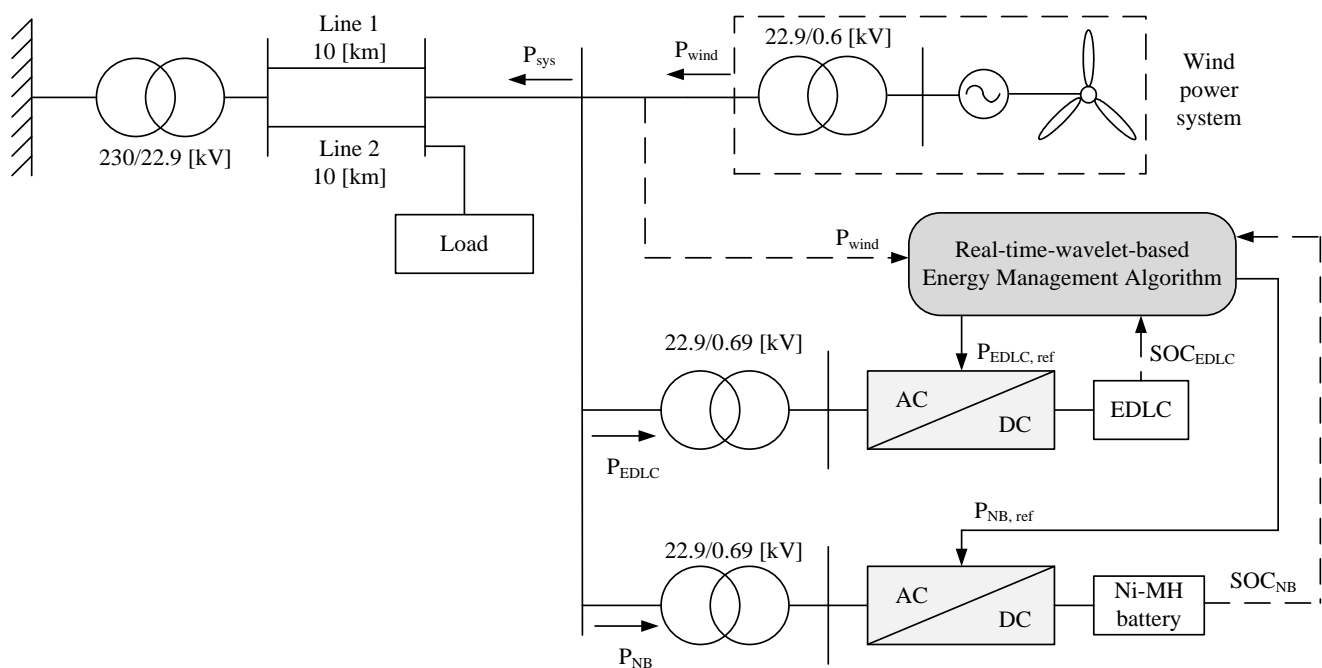 Line 1
10 [km]
230/22.9 [kV]
Line 2
10 [km]
Load
P_sys
P_wind
22.9/0.6 [kV]
Wind
power
system
P_wind
Real-time-wavelet-based
Energy Management Algorithm
22.9/0.69 [kV]
P_EDLC, ref
SOC_EDLC
AC
DC
EDLC
P_EDLC
P_NB, ref
22.9/0.69 [kV]
AC
DC
Ni-MH
battery
SOC_NB
P_NB